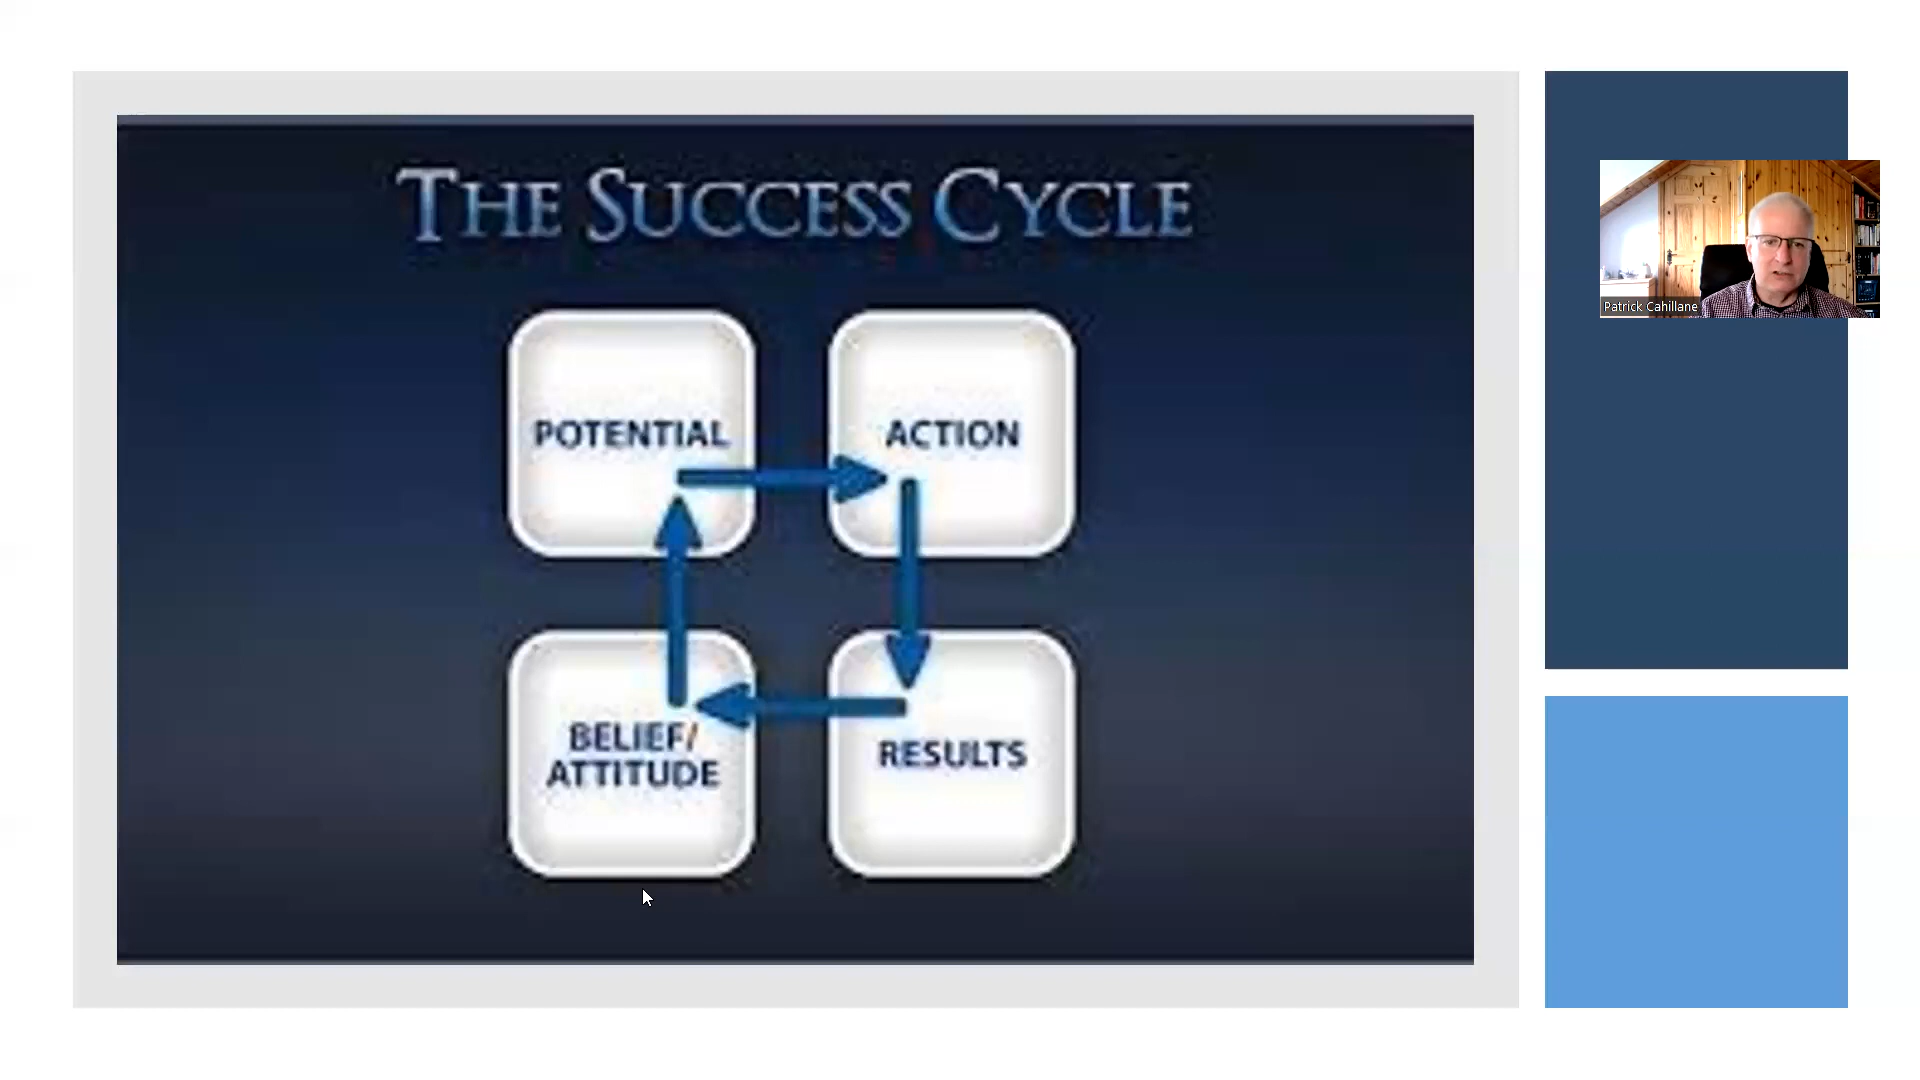 THE SUCCESS CYCLE
POTENTIAL
ACTION
BELIEF/
ATTITUDE
RESULTS
Patrick Cahillane